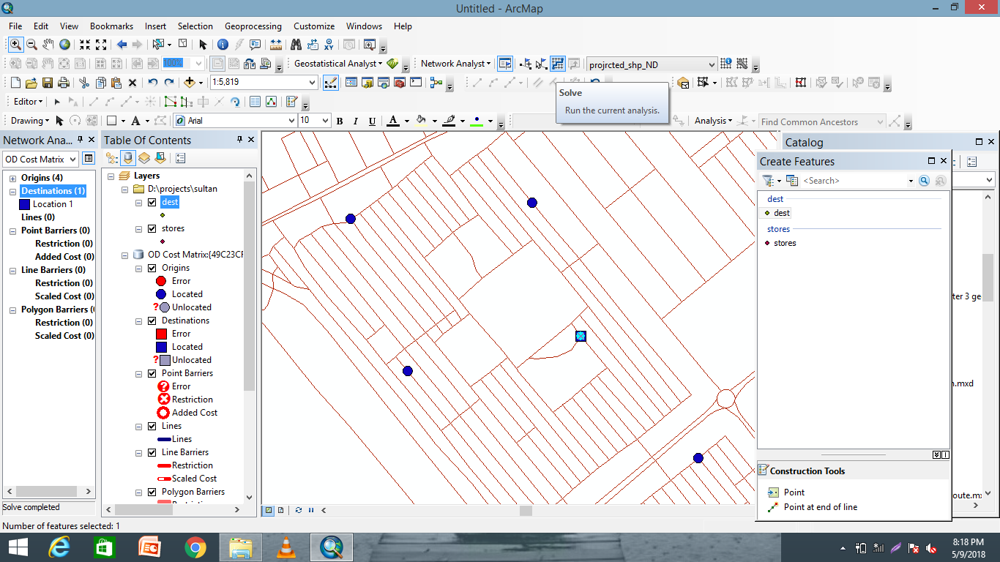 Untitled - ArcMap
File Edit View Bookmarks Insert Selection Geoprocessing Customize Windows Help
100% Geostatistical Analyst Network Analyst projrcted_shp_ND
1:5,819
Solve
Run the current analysis.
Editor
Drawing A Arial 10 B I U A Analysis Find Common Ancestors
Network Ana...
OD Cost Matrix
Origins (4)
Destinations (1)
Location 1
Lines (0)
Point Barriers (0)
Restriction (0)
Added Cost (0)
Line Barriers (0)
Restriction (0)
Scaled Cost (0)
Polygon Barriers (
Restriction (0)
Scaled Cost (0)
Solve completed
Table Of Contents
Layers
D:\projects\sultan
dest
stores
OD Cost Matrix:{49C23CF
Origins
Error
Located
? Unlocated
Destinations
Error
Located
? Unlocated
Point Barriers
Error
Restriction
Added Cost
Lines
Lines
Line Barriers
Restriction
Scaled Cost
Polygon Barriers
Catalog
Create Features
<Search>
dest
dest
stores
stores
Construction Tools
Point
Point at end of line
ter 3 ge
n.mxd
oute.mx
Number of features selected: 1
8:18 PM
5/9/2018